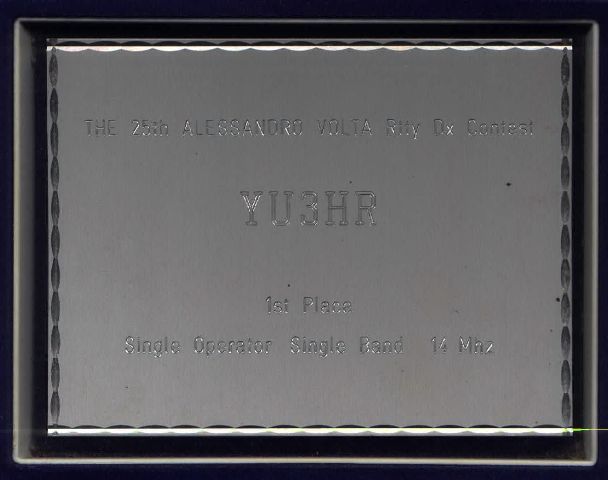 THE 25th ALESSANDRO VOLTA Rtty Dx Contest
YU3HR
1st Place
Single Operator Single Band 14 Mhz